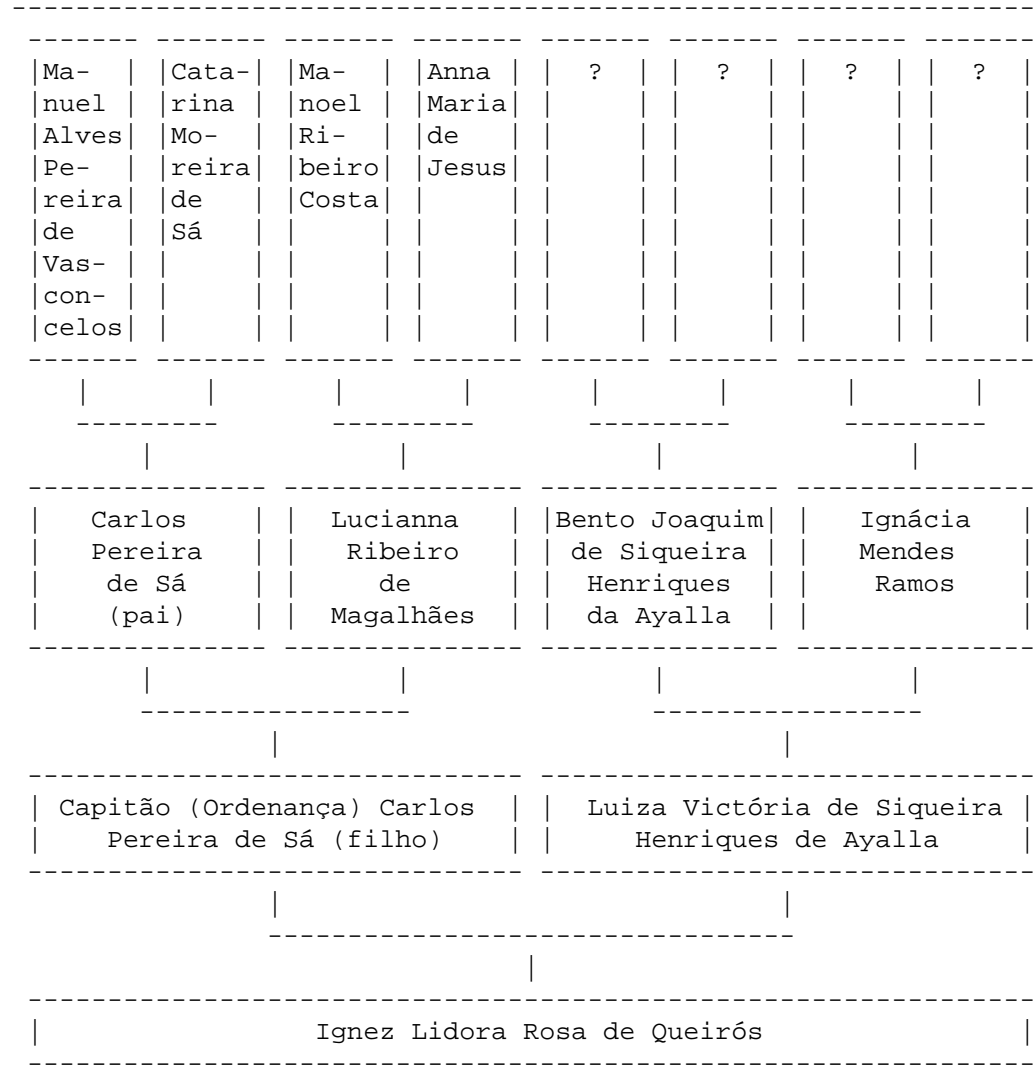 Ma-
nuel
Alves
Pe-
reira
de
Vas-
con-
celos
Cata-
rina
Mo-
reira
de
Sá
Ma-
noel
Ri-
beiro
Costa
Anna
Maria
de
Jesus
?
?
?
?
Carlos
Pereira
de Sá
(pai)
Lucianna
Ribeiro
de
Magalhães
Bento Joaquim
de Siqueira
Henriques
da Ayalla
Ignácia
Mendes
Ramos
Capitão (Ordenança) Carlos
Pereira de Sá (filho)
Luiza Victória de Siqueira
Henriques de Ayalla
Ignez Lidora Rosa de Queirós